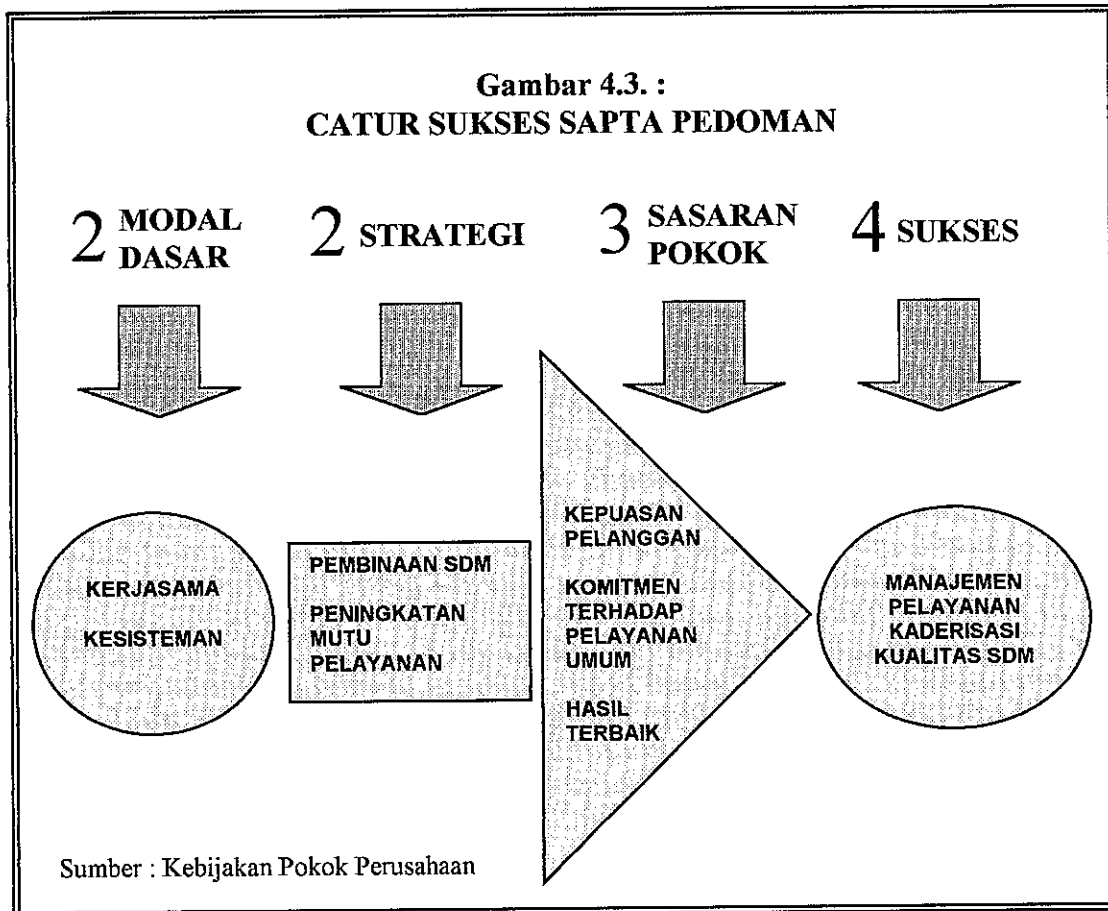 Gambar 4.3. :
CATUR SUKSES SAPTA PEDOMAN
2 MODAL
DASAR
2 STRATEGI
3 SASARAN
POKOK
4 SUKSES
KERJASAMA
KESISTEMAN
PEMBINAAN SDM
PENINGKATAN
MUTU
PELAYANAN
KEPUASAN
PELANGGAN
KOMITMEN
TERHADAP
PELAYANAN
UMUM
HASIL
TERBAIK
MANAJEMEN
PELAYANAN
KADERISASI
KUALITAS SDM
Sumber : Kebijakan Pokok Perusahaan